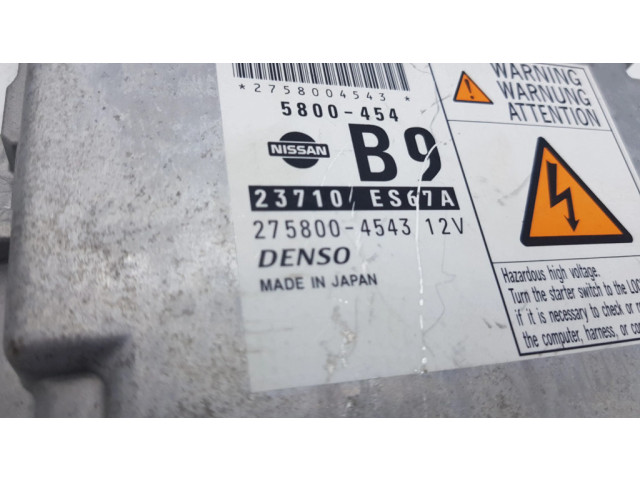 *2758004543*
5800-454
NISSAN
B9
23710 ES67A
275800-4543 12V
DENSO
MADE IN JAPAN
WARNING
WARNUNG
ATTENTION
Hazardous high voltage.
Turn the starter switch to the
if it is necessary to check or
the computer, harness, or